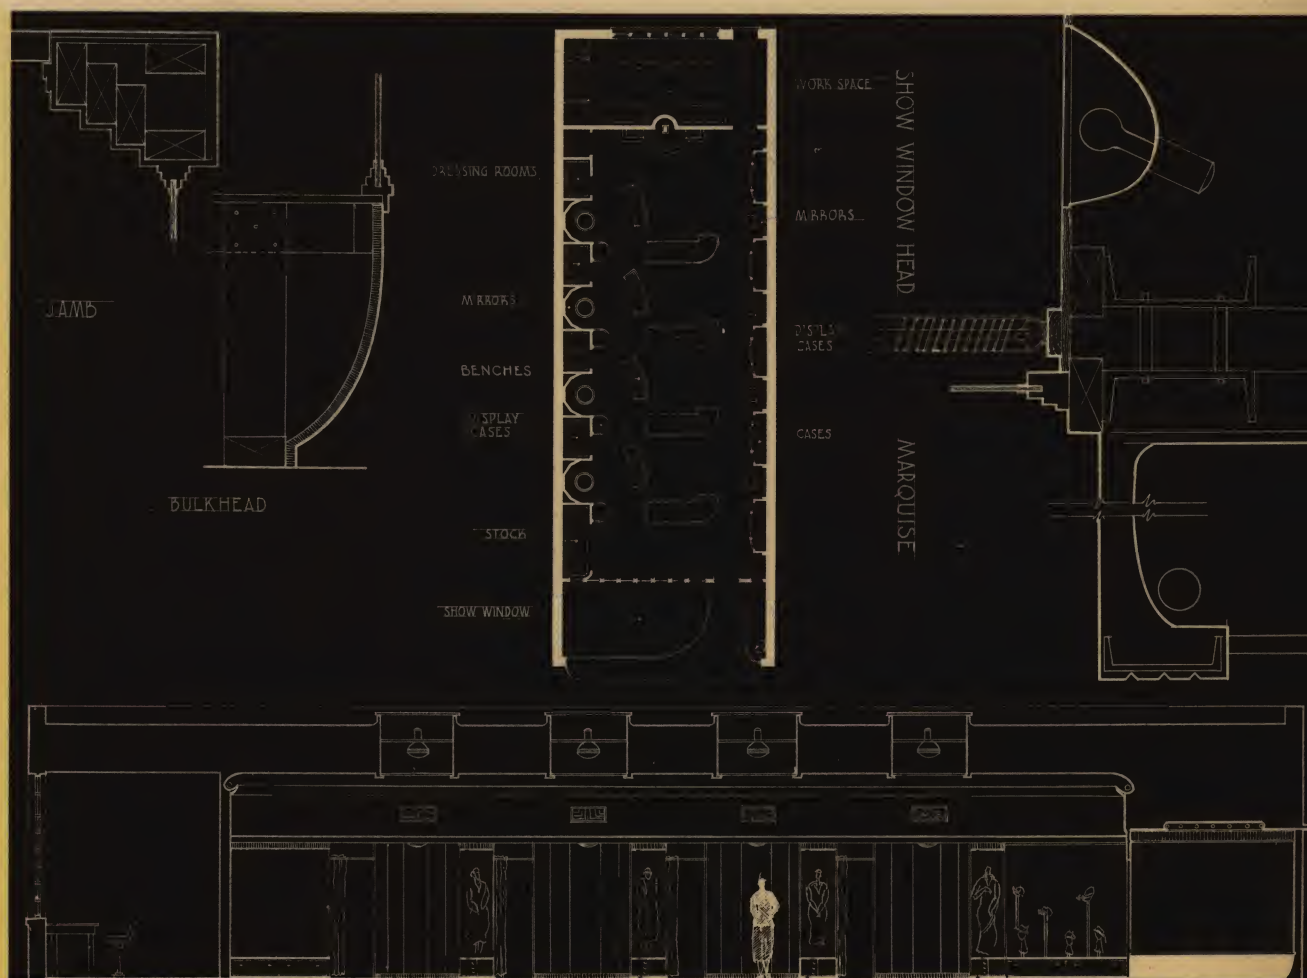 JAMB
BULKHEAD
DRESSING ROOMS
MIRRORS
BENCHES
DISPLAY
CASES
STOCK
SHOW WINDOW
WORK SPACE
MIRRORS
DISPLAY
CASES
CASES
SHOW WINDOW HEAD
MARQUISE